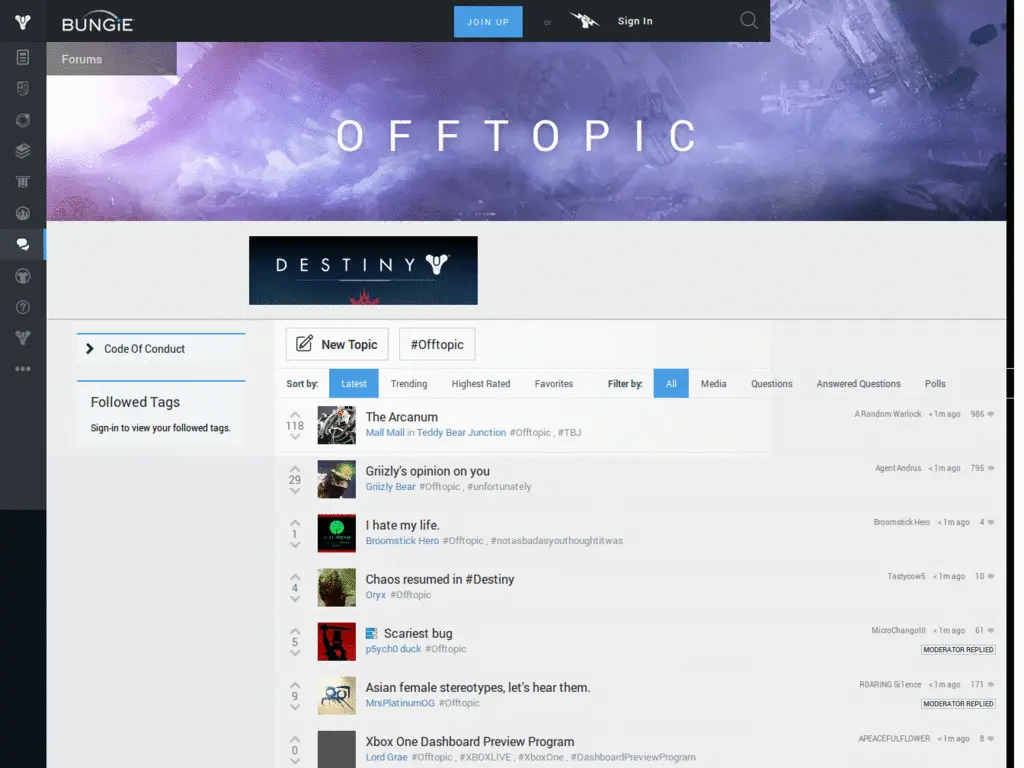 BUNGiE
JOIN UP or Sign In
Forums
OFFTOPIC
DESTINY
Code Of Conduct
Followed Tags
Sign-in to view your followed tags.
New Topic #Offtopic
Sort by: Latest Trending Highest Rated Favorites Filter by: All Media Questions Answered Questions Polls
118
The Arcanum
Mall Mall in Teddy Bear Junction #Offtopic , #TBJ
A Random Warlock < 1m ago 986
29
Griizly's opinion on you
Griizly Bear #Offtopic , #unfortunately
Agent Andrus < 1m ago 795
1
I hate my life.
Broomstick Hero #Offtopic , #notasbadasyouthoughtitwas
Broomstick Hero < 1m ago 4
4
Chaos resumed in #Destiny
Oryx #Offtopic
Tastycow5 < 1m ago 10
5
Scariest bug
p5ych0 duck #Offtopic
MicroChangoIII < 1m ago 61
MODERATOR REPLIED
9
Asian female stereotypes, let's hear them.
MrsPlatinumOG #Offtopic
R0ARING Si1ence < 1m ago 171
MODERATOR REPLIED
0
Xbox One Dashboard Preview Program
Lord Grae #Offtopic , #XBOXLIVE , #XboxOne , #DashboardPreviewProgram
APEACEFULFLOWER < 1m ago 8